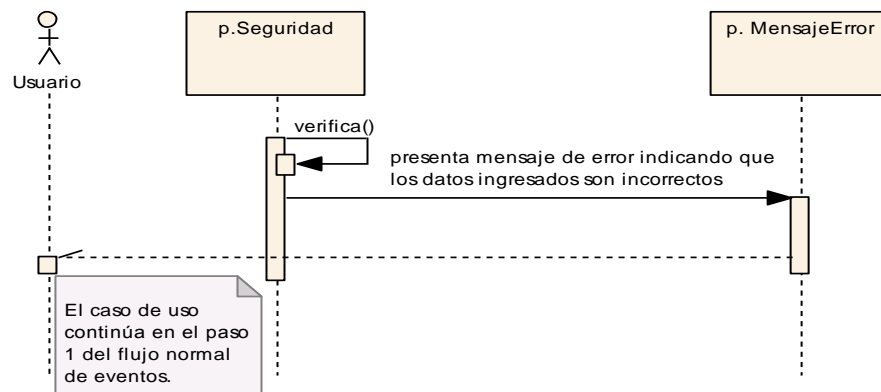 p.Seguridad
p. MensajeError
Usuario
verifica()
presenta mensaje de error indicando que
los datos ingresados son incorrectos
El caso de uso
continúa en el paso
1 del flujo normal
de eventos.